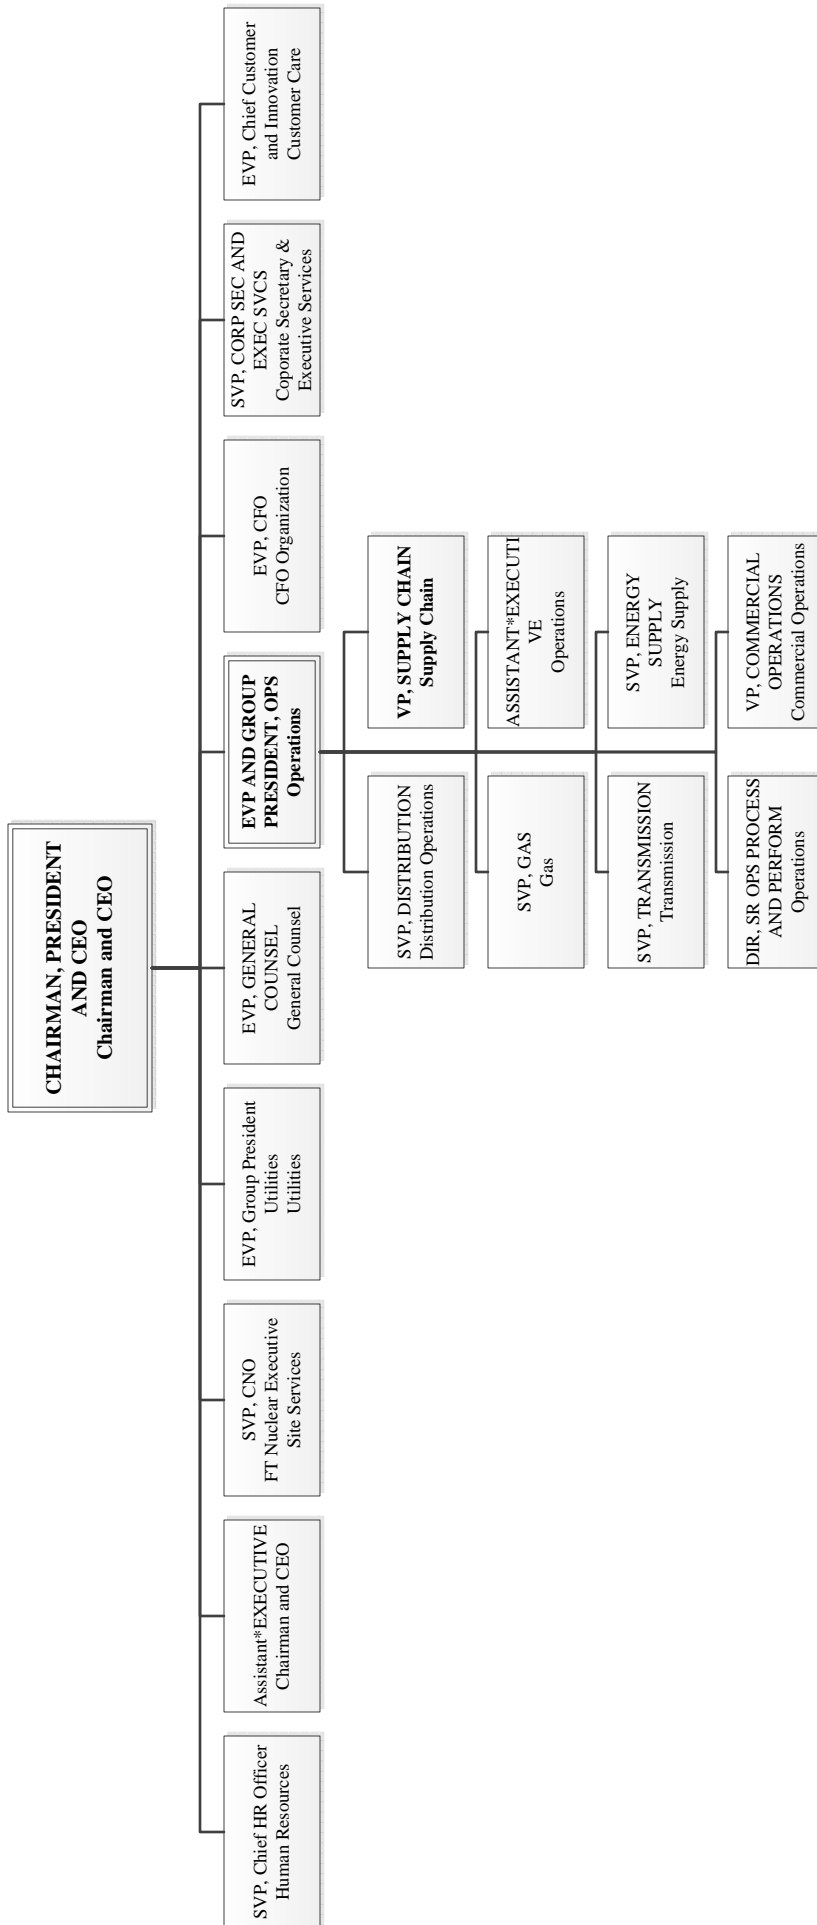 CHAIRMAN, PRESIDENT
AND CEO
Chairman and CEO
SVP, Chief HR Officer
Human Resources
Assistant*EXECUTIVE
Chairman and CEO
SVP, CNO
FT Nuclear Executive
Site Services
EVP, Group President
Utilities
Utilities
EVP, GENERAL
COUNSEL
General Counsel
EVP AND GROUP
PRESIDENT, OPS
Operations
EVP, CFO
CFO Organization
SVP, CORP SEC AND
EXEC SVCS
Coporate Secretary &
Executive Services
EVP, Chief Customer
and Innovation
Customer Care
SVP, DISTRIBUTION
Distribution Operations
VP, SUPPLY CHAIN
Supply Chain
SVP, GAS
Gas
ASSISTANT*EXECUTI
VE
Operations
SVP, TRANSMISSION
Transmission
SVP, ENERGY
SUPPLY
Energy Supply
DIR, SR OPS PROCESS
AND PERFORM
Operations
VP, COMMERCIAL
OPERATIONS
Commercial Operations